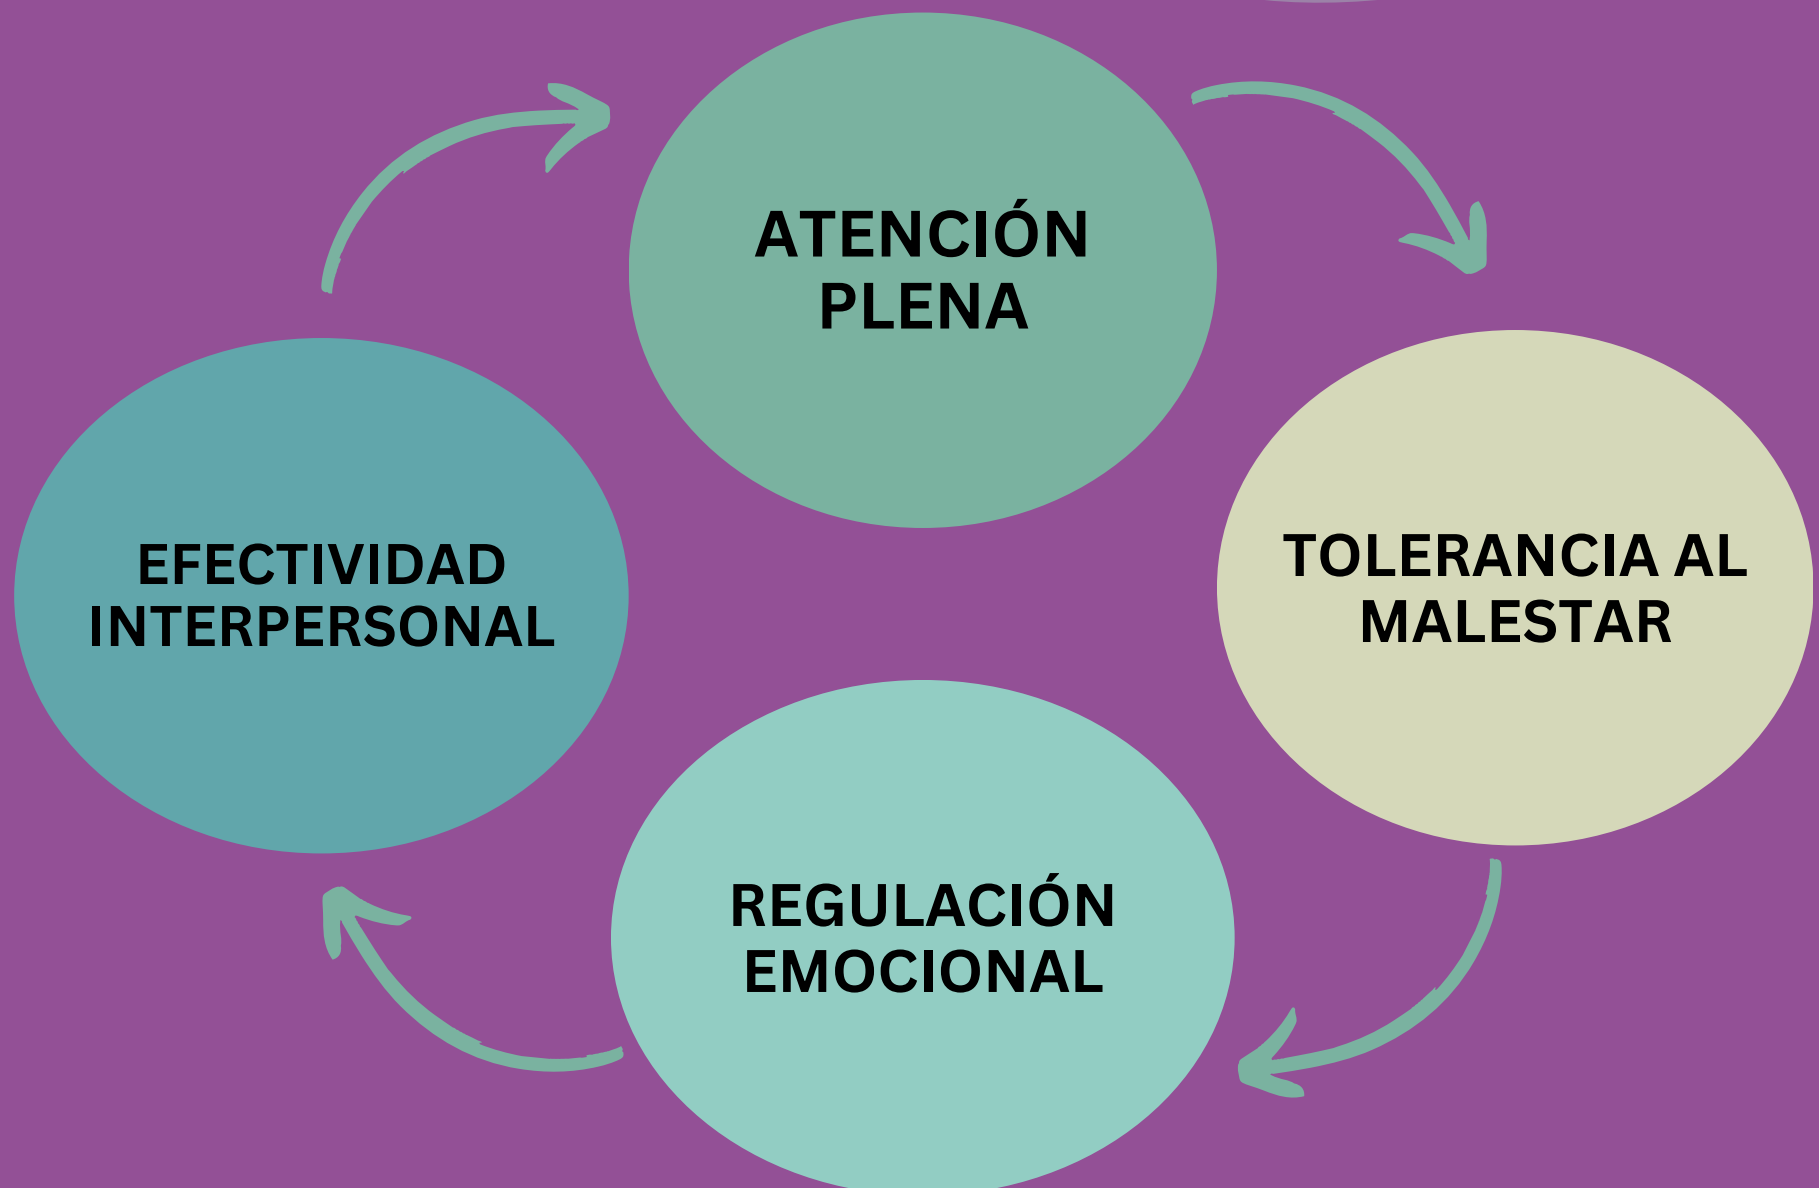 ATENCIÓN
PLENA
TOLERANCIA AL
MALESTAR
REGULACIÓN
EMOCIONAL
EFECTIVIDAD
INTERPERSONAL